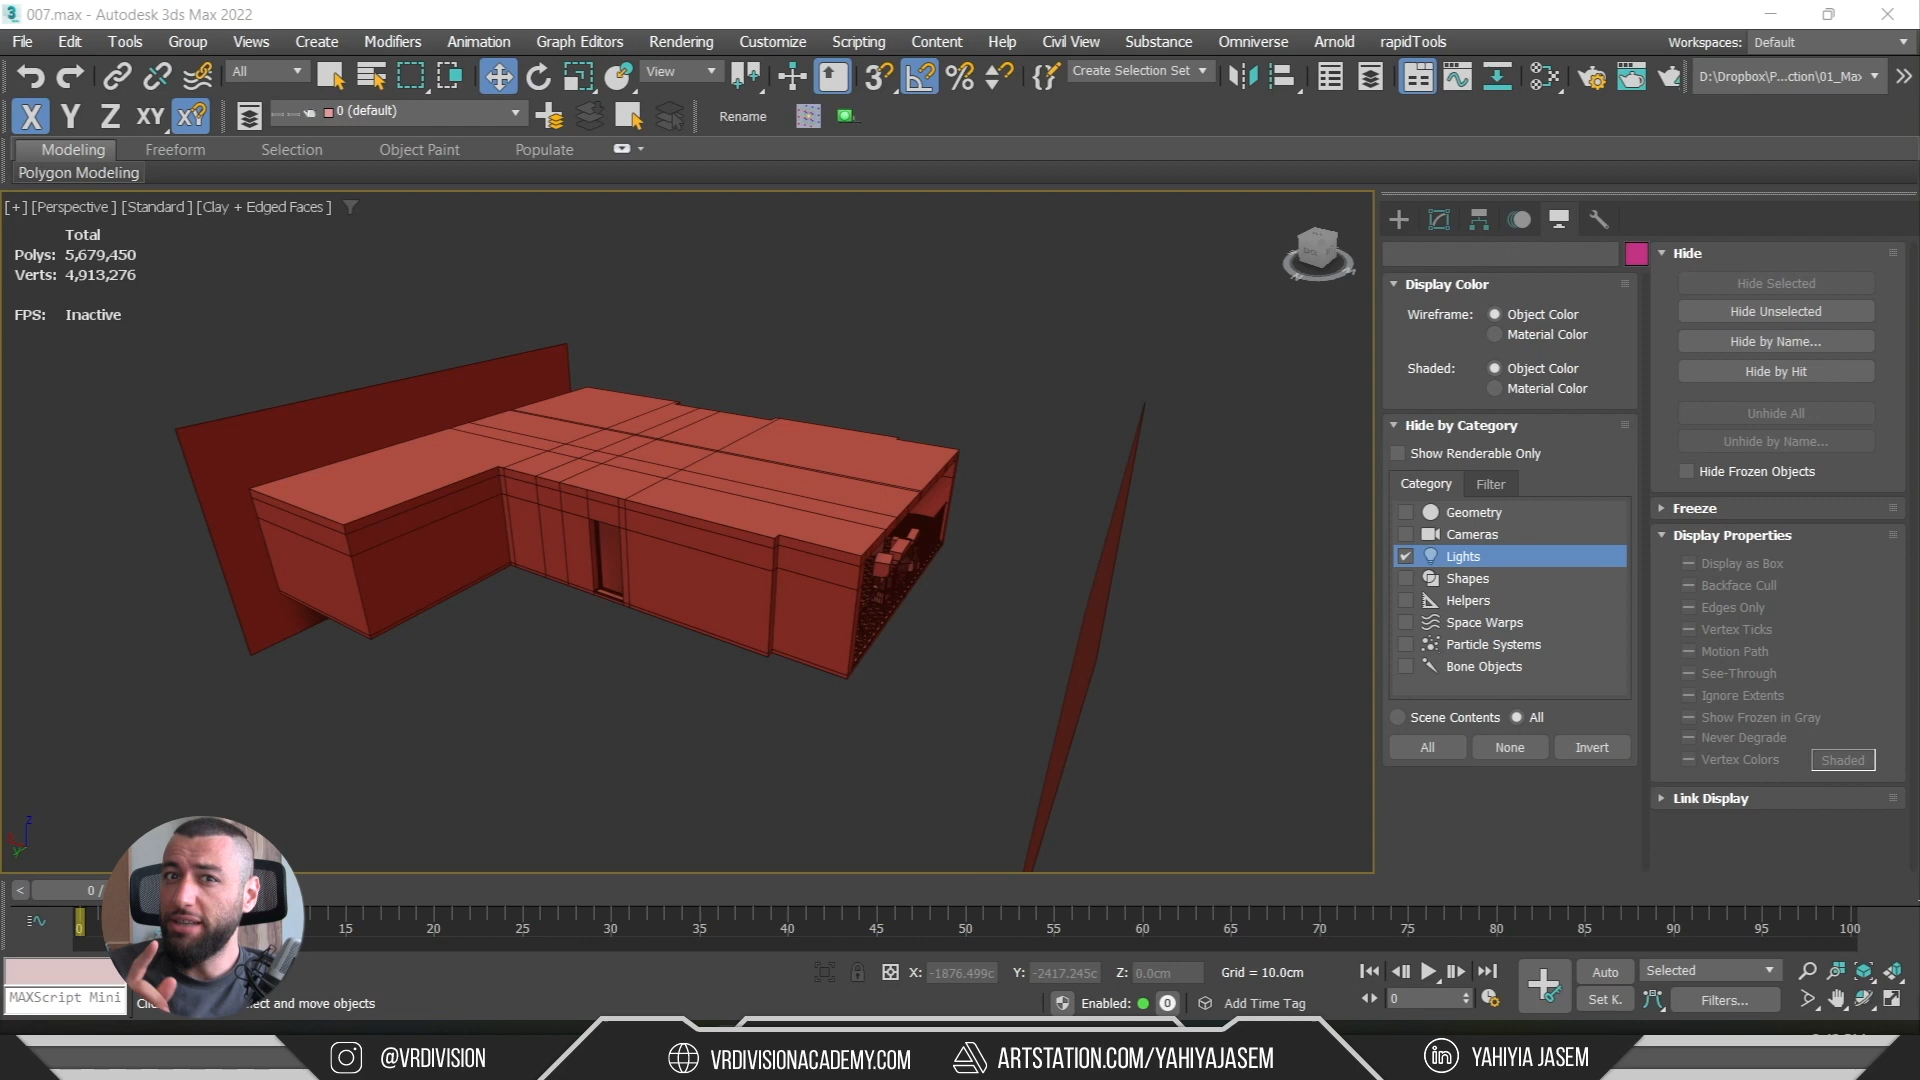 007.max - Autodesk 3ds Max 2022
File Edit Tools Group Views Create Modifiers Animation Graph Editors Rendering Customize Scripting Content Help Civil View Substance Omniverse Arnold rapidTools Workspaces: Default
All View Create Selection Set D:\Dropbox\P...ction\01_Max
X Y Z XY 0 (default) Rename
Modeling Freeform Selection Object Paint Populate
Polygon Modeling
[+] [Perspective] [Standard] [Clay + Edged Faces]
Total
Polys: 5,679,450
Verts: 4,913,276
FPS: Inactive
Display Color
Wireframe: Object Color
Material Color
Shaded: Object Color
Material Color
Hide by Category
Show Renderable Only
Category Filter
Geometry
Cameras
Lights
Shapes
Helpers
Space Warps
Particle Systems
Bone Objects
Scene Contents All
All None Invert
Hide
Hide Selected
Hide Unselected
Hide by Name...
Hide by Hit
Unhide All
Unhide by Name...
Hide Frozen Objects
Freeze
Display Properties
Display as Box
Backface Cull
Edges Only
Vertex Ticks
Motion Path
See-Through
Ignore Extents
Show Frozen in Gray
Never Degrade
Vertex Colors Shaded
Link Display
0 /
0 15 20 25 30 35 40 45 50 55 60 65 70 75 80 85 90 95 100
X: -1876.499c Y: -2417.245c Z: 0.0cm Grid = 10.0cm Auto Selected
MAXScript Mini ect and move objects Enabled: 0 Add Time Tag 0 Set K. Filters...
@VRDIVISION VRDIVISIONACADEMY.COM ARTSTATION.COM/YAHIYAJASEM in YAHIYIA JASEM